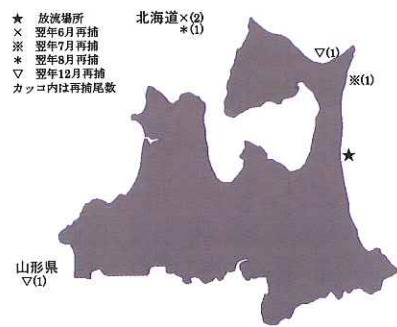 ★ 放流場所
× 翌年6月再捕
※ 翌年7月再捕
* 翌年8月再捕
▽ 翌年12月再捕
カッコ内は再捕尾数
北海道×(2)
*(1)
▽(1)
※(1)
★
山形県
▽(1)